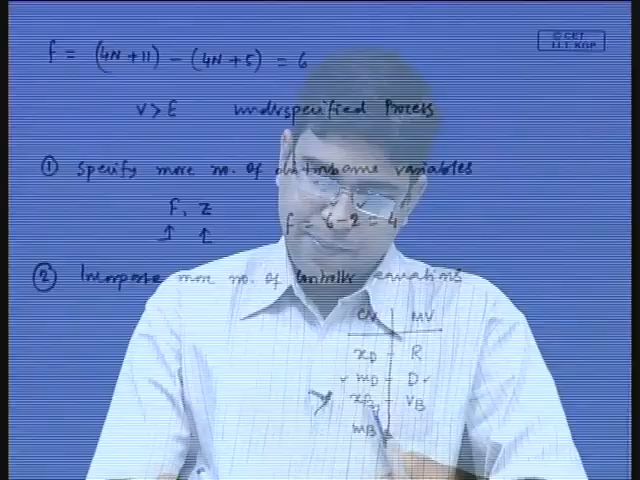 © CET
I.I.T. KGP
f = (4N + 11) - (4N + 5) = 6
V > E underspecified Process
① Specify more no. of disturbance variables
F, Z
f = 6 - 2 = 4
② Incorporate more no. of controller equations
CV MV
xD - R
mD - D
xB - VB
mB